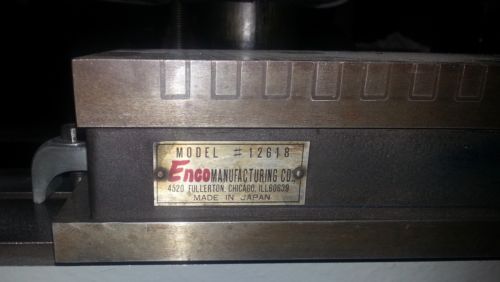 MODEL #12618
Enco MANUFACTURING CO.
4520 FULLERTON, CHICAGO, ILL 60639
MADE IN JAPAN